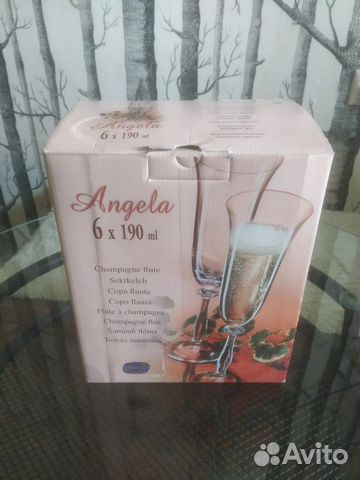 Angela
6 x 190 ml
Angela
6 x 190 ml
Champagne flute
Sektkelch
Copa flauta
Copo flauta
Flûte à champagne
Champagne flut
Бокал шампань
Avito